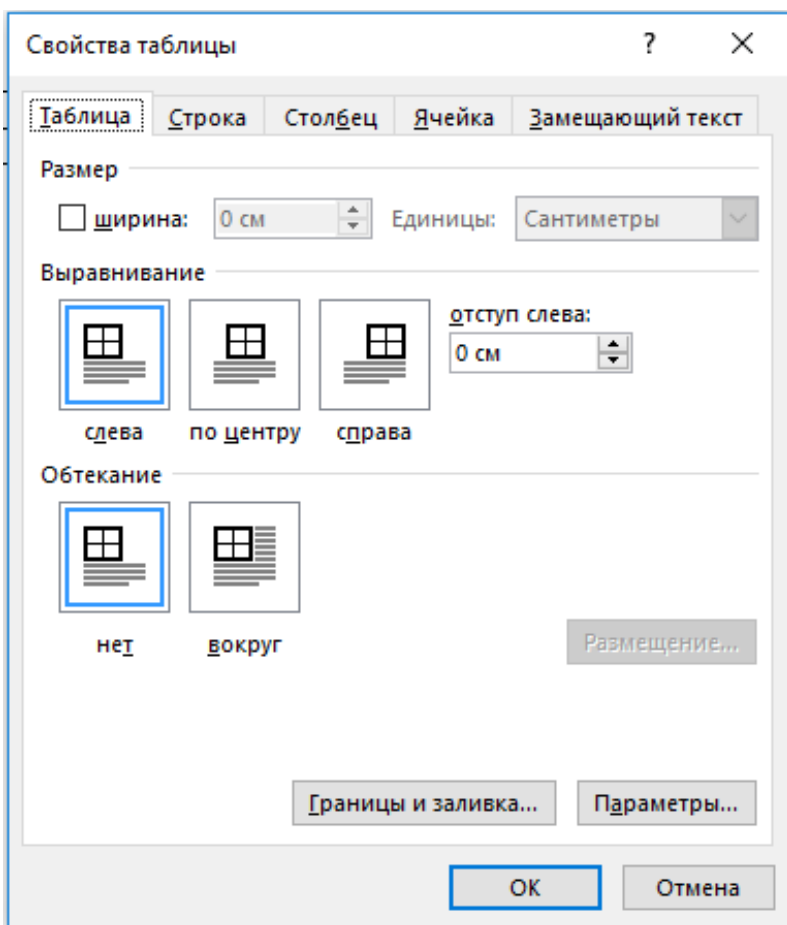 Свойства таблицы ? ×
Таблица Строка Столбец Ячейка Замещающий текст
Размер
ширина: 0 см Единицы: Сантиметры
Выравнивание
отступ слева:
0 см
слева по центру справа
Обтекание
нет вокруг Размещение...
Границы и заливка... Параметры...
ОК Отмена